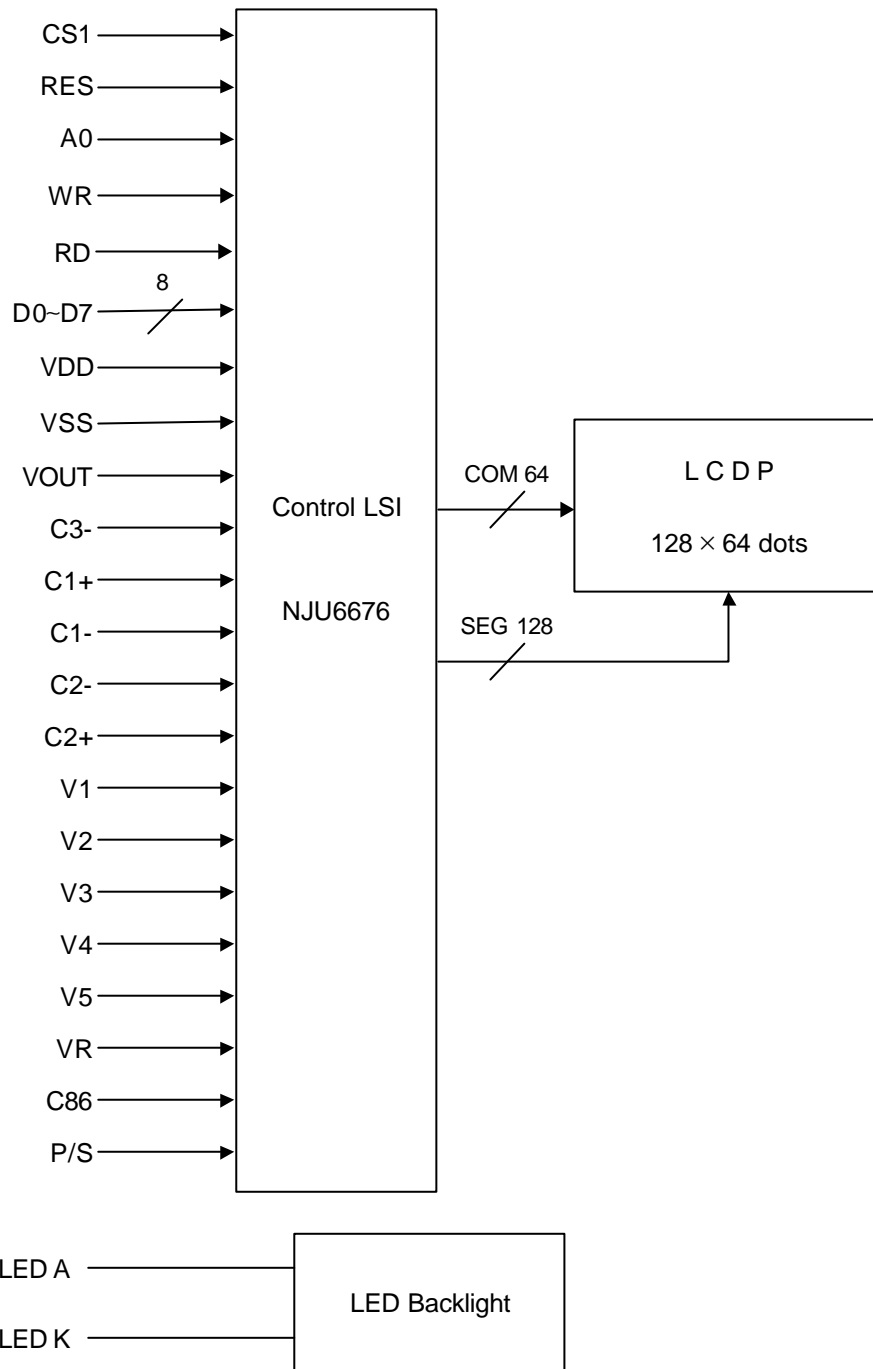 CS1
RES
A0
WR
RD
8
D0~D7
VDD
VSS
VOUT
C3-
C1+
C1-
C2-
C2+
V1
V2
V3
V4
V5
VR
C86
P/S
Control LSI
NJU6676
COM 64
SEG 128
L C D P
128 × 64 dots
LED A
LED K
LED Backlight